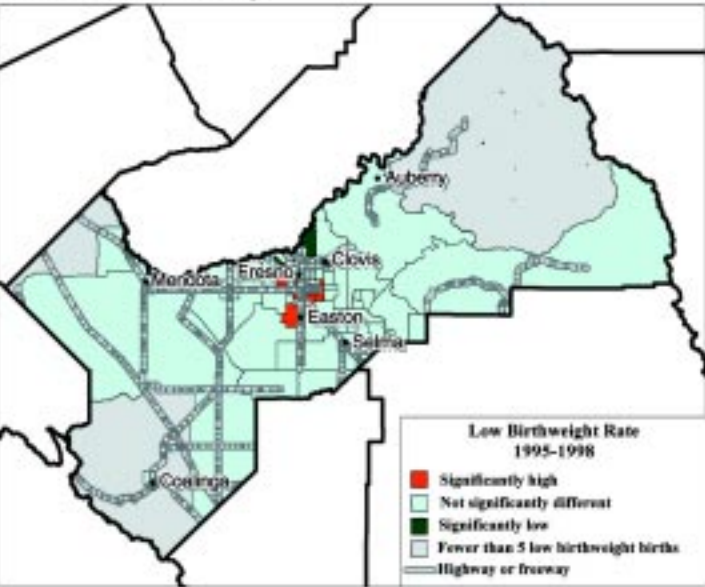 Auberry
Clovis
Fresno
Mendota
Easton
Selma
Coalinga
Low Birthweight Rate
1995-1998
Significantly high
Not significantly different
Significantly low
Fewer than 5 low birthweight births
Highway or freeway